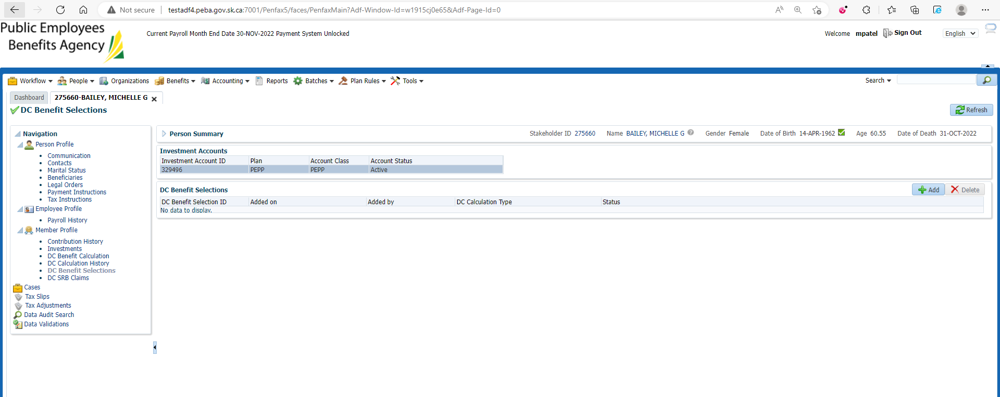 Not secure | testadf4.peba.gov.sk.ca:7001/Penfax5/faces/PenfaxMain?Adf-Window-Id=w1915cj0e65&Adf-Page-Id=0
Public Employees
Benefits Agency
Current Payroll Month End Date 30-NOV-2022 Payment System Unlocked
Welcome mpatel Sign Out English
Workflow People Organizations Benefits Accounting Reports Batches Plan Rules Tools Search
Dashboard 275660-BAILEY, MICHELLE G
DC Benefit Selections
Refresh
Navigation
Person Profile
Communication
Contacts
Marital Status
Beneficiaries
Legal Orders
Payment Instructions
Tax Instructions
Employee Profile
Payroll History
Member Profile
Contribution History
Investments
DC Benefit Calculation
DC Calculation History
DC Benefit Selections
DC SRB Claims
Cases
Tax Slips
Tax Adjustments
Data Audit Search
Data Validations
Person Summary Stakeholder ID 275660 Name BAILEY, MICHELLE G Gender Female Date of Birth 14-APR-1962 Age 60.55 Date of Death 31-OCT-2022
Investment Accounts
Investment Account ID Plan Account Class Account Status
329496 PEPP PEPP Active
DC Benefit Selections
Add Delete
DC Benefit Selection ID Added on Added by DC Calculation Type Status
No data to display.